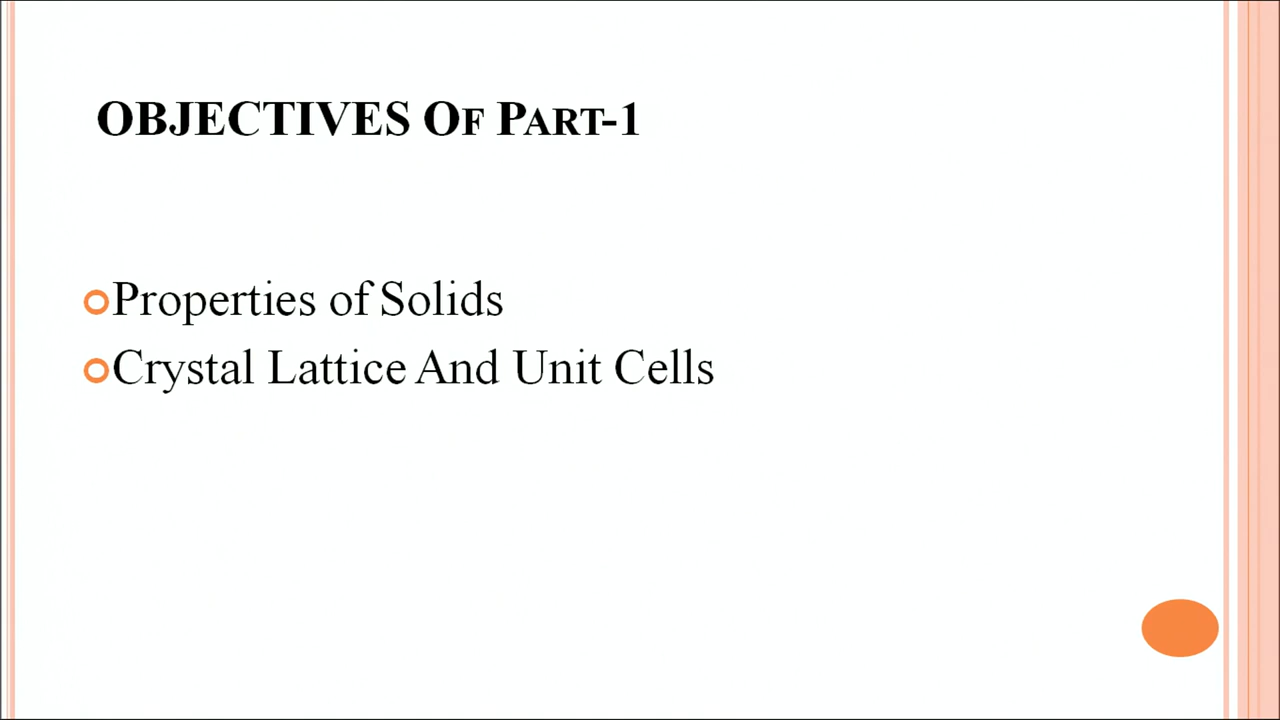 OBJECTIVES OF PART-1
Properties of Solids
Crystal Lattice And Unit Cells